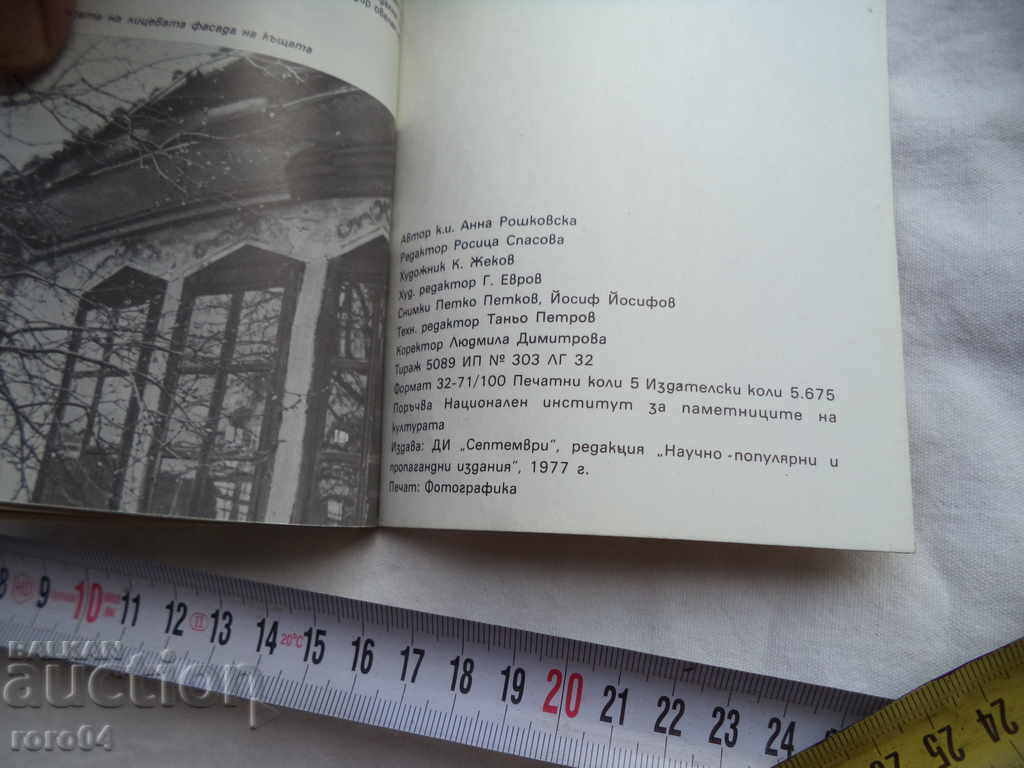 ята на лицевата фасада на къщата
Автор к.и. Анна Рошковска
Редактор Росица Спасова
Художник К. Жеков
Худ. редактор Г. Евров
Снимки Петко Петков, Йосиф Йосифов
Техн. редактор Таньо Петров
Коректор Людмила Димитрова
Тираж 5089 ИП № 303 ЛГ 32
Формат 32-71/100 Печатни коли 5 Издателски коли 5.675
Поръчва Национален институт за паметниците на
културата
Издава: ДИ „Септември", редакция „Научно-популярни и
пропагандни издания", 1977 г.
Печат: Фотографика
8 9 10 11 12 II 13 14 20°C 15 16 17 18 19 20 21 22 23 24
24 25 26
BALKAN
auction
roro04